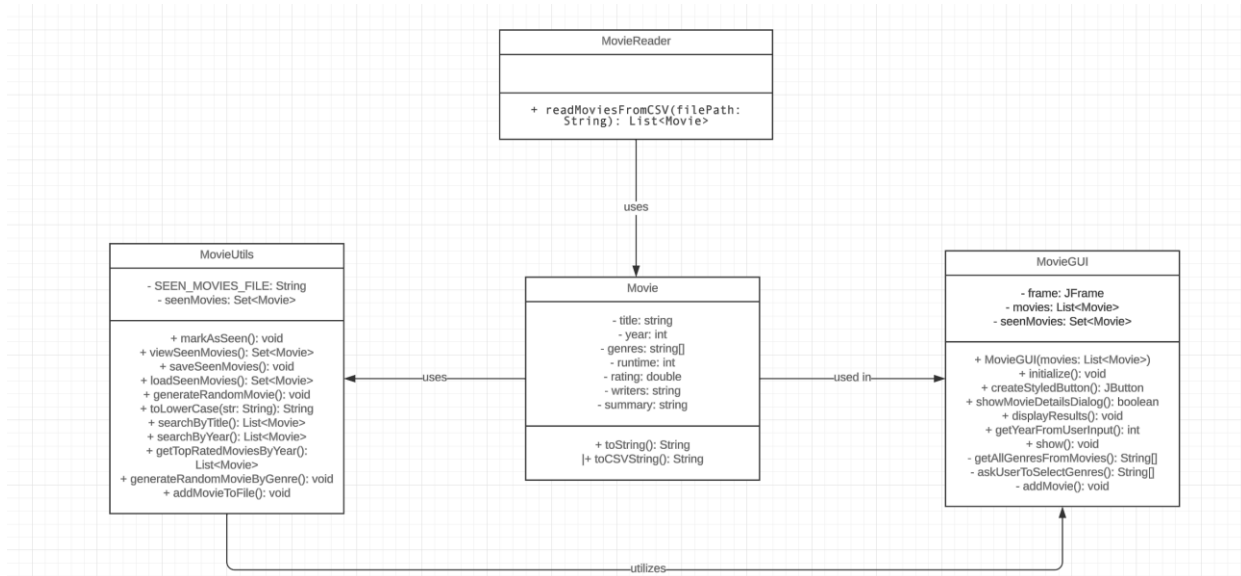 MovieReader
+ readMoviesFromCSV(filePath:
String): List<Movie>
uses
MovieUtils
- SEEN_MOVIES_FILE: String
- seenMovies: Set<Movie>
+ markAsSeen(): void
+ viewSeenMovies(): Set<Movie>
+ saveSeenMovies(): void
+ loadSeenMovies(): Set<Movie>
+ generateRandomMovie(): void
+ toLowerCase(str: String): String
+ searchByTitle(): List<Movie>
+ searchByYear(): List<Movie>
+ getTopRatedMoviesByYear():
List<Movie>
+ generateRandomMovieByGenre(): void
+ addMovieToFile(): void
uses
Movie
- title: string
- year: int
- genres: string[]
- runtime: int
- rating: double
- writers: string
- summary: string
+ toString(): String
|+ toCSVString(): String
used in
MovieGUI
- frame: JFrame
- movies: List<Movie>
- seenMovies: Set<Movie>
+ MovieGUI(movies: List<Movie>)
+ initialize(): void
+ createStyledButton(): JButton
+ showMovieDetailsDialog(): boolean
+ displayResults(): void
+ getYearFromUserInput(): int
+ show(): void
- getAllGenresFromMovies(): String[]
- askUserToSelectGenres(): String[]
- addMovie(): void
utilizes